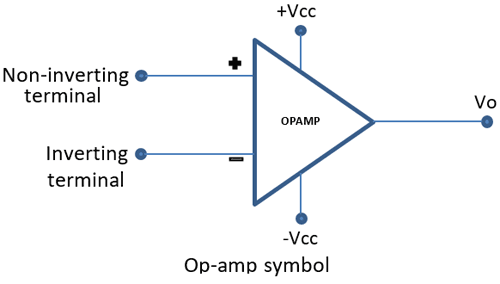 +Vcc
+
Non-inverting
terminal
OPAMP
Vo
Inverting
terminal
−
-Vcc
Op-amp symbol